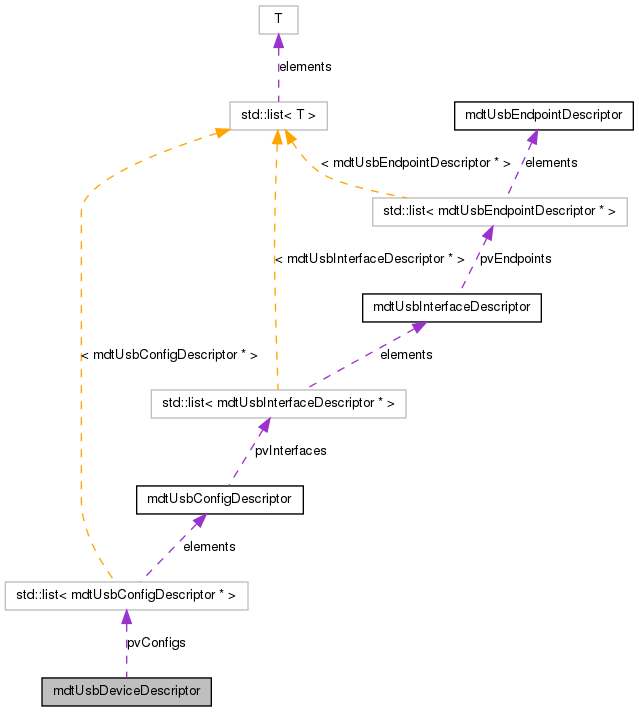 T
elements
std::list< T >
mdtUsbEndpointDescriptor
< mdtUsbEndpointDescriptor * >
elements
std::list< mdtUsbEndpointDescriptor * >
< mdtUsbInterfaceDescriptor * >
pvEndpoints
mdtUsbInterfaceDescriptor
< mdtUsbConfigDescriptor * >
elements
std::list< mdtUsbInterfaceDescriptor * >
pvInterfaces
mdtUsbConfigDescriptor
elements
std::list< mdtUsbConfigDescriptor * >
pvConfigs
mdtUsbDeviceDescriptor